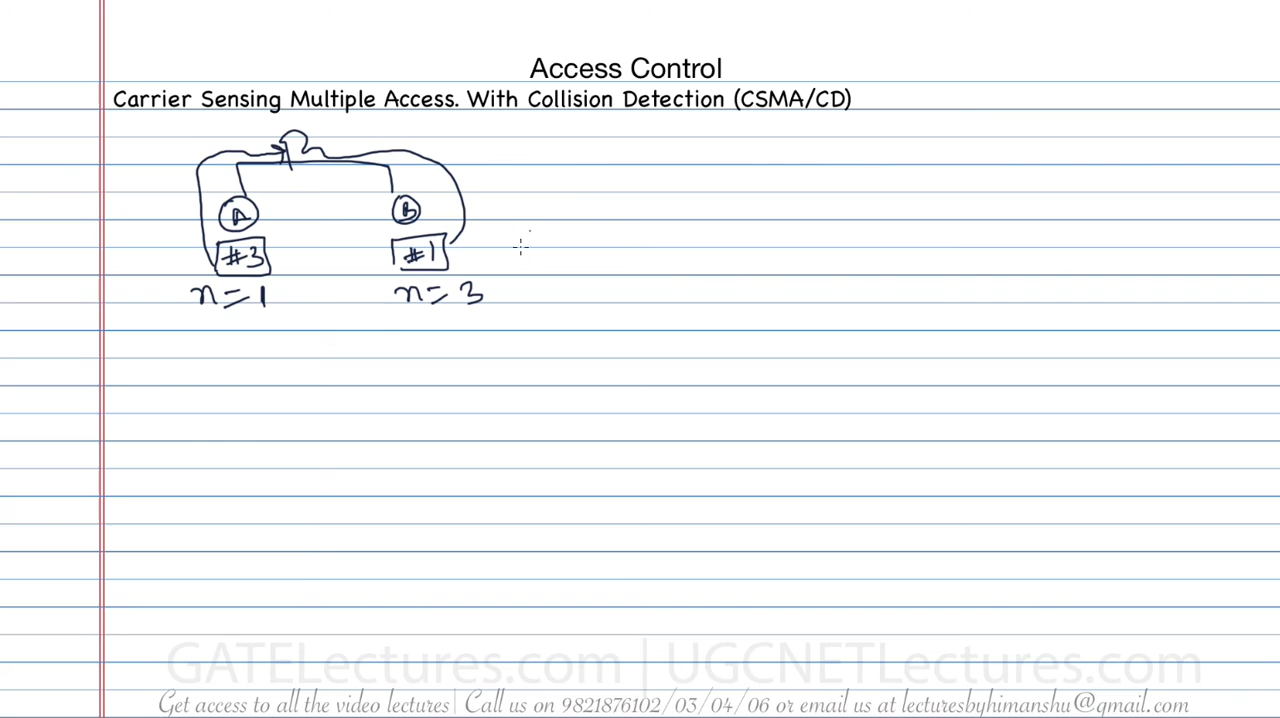 Access Control
Carrier Sensing Multiple Access. With Collision Detection (CSMA/CD)
A B
#3 #1
n=1 n=3
GATELectures.com | UGCNETLectures.com
Get access to all the video lectures| Call us on 9821876102/03/04/06 or email us at lecturesbyhimanshu@gmail.com